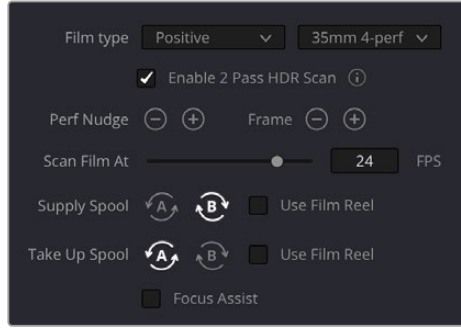 Film type Positive 35mm 4-perf
Enable 2 Pass HDR Scan i
Perf Nudge − + Frame − +
Scan Film At 24 FPS
Supply Spool A B Use Film Reel
Take Up Spool A B Use Film Reel
Focus Assist